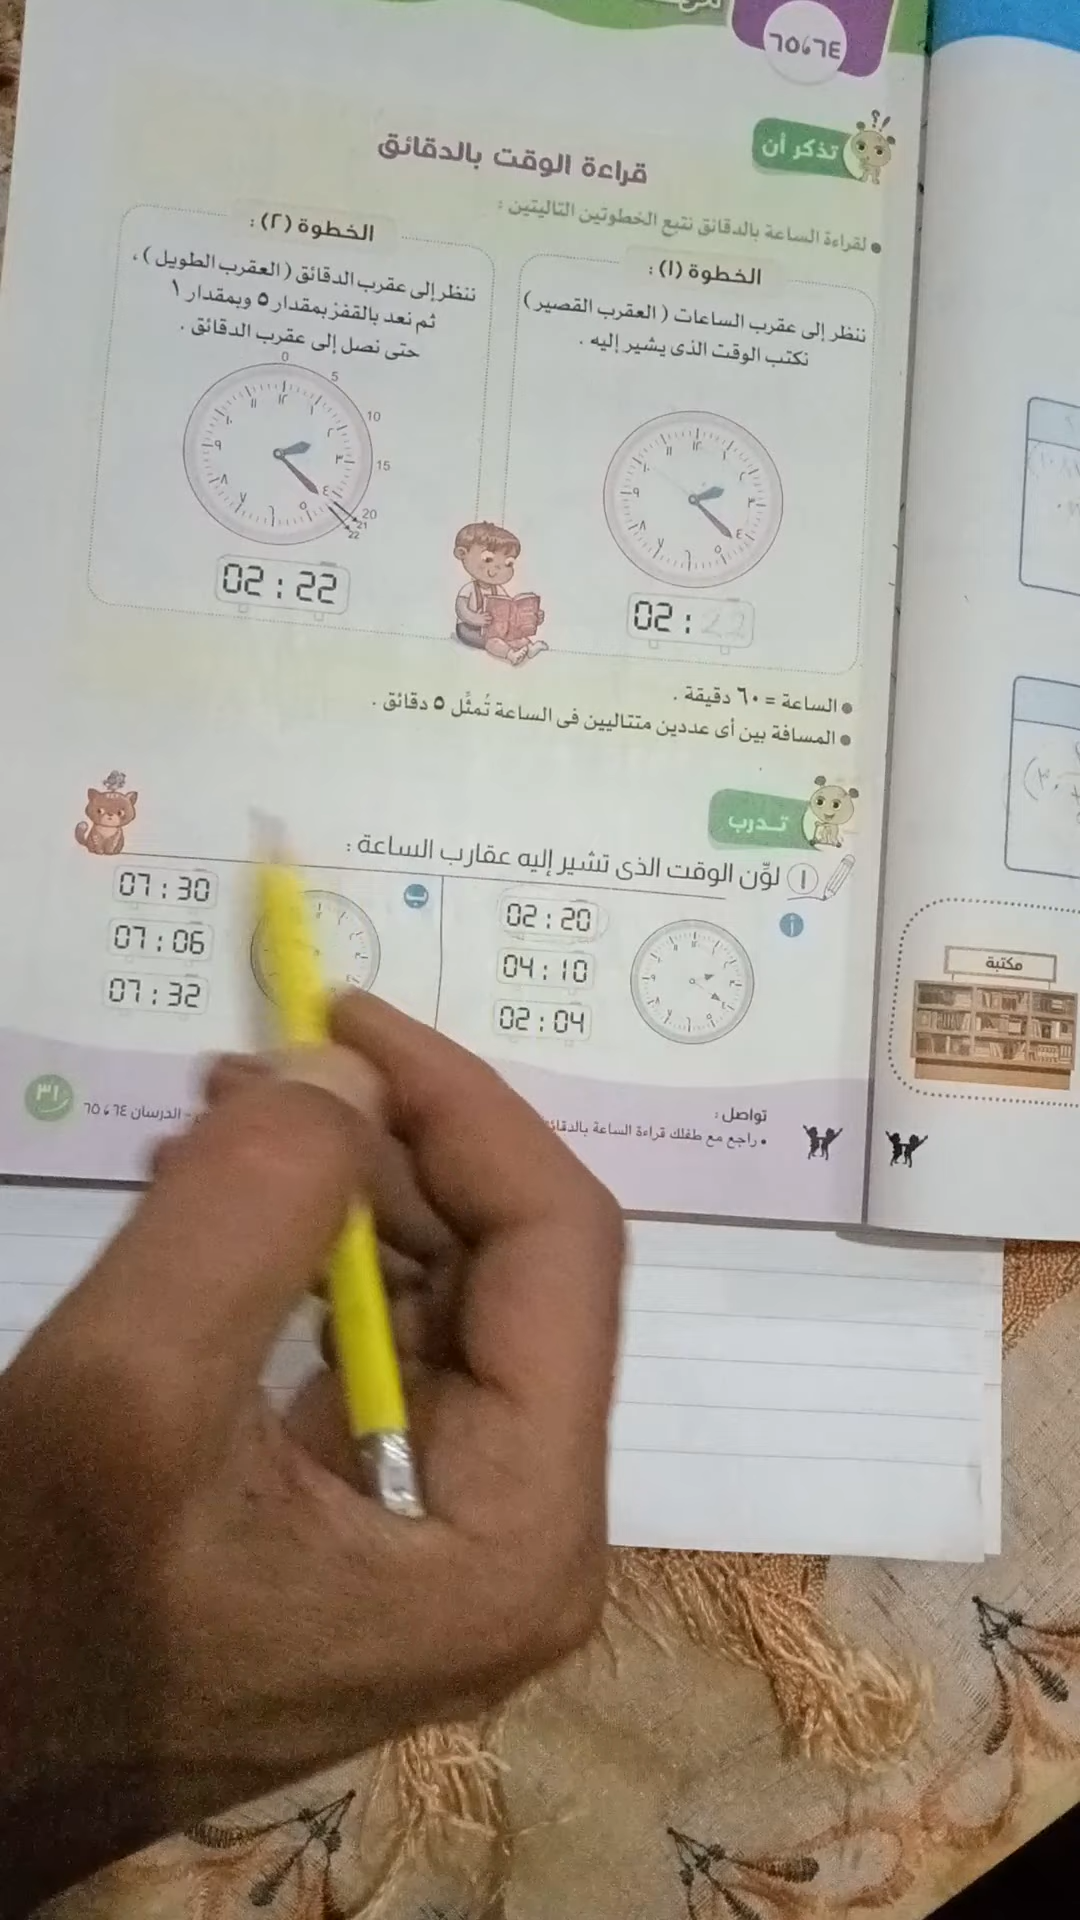 ٦٥،٦٤
تذكر أن
قراءة الوقت بالدقائق
● لقراءة الساعة بالدقائق نتبع الخطوتين التاليتين :
الخطوة (١) :
ننظر إلى عقرب الساعات ( العقرب القصير )
نكتب الوقت الذى يشير إليه .
02 : 22
الخطوة (٢) :
ننظر إلى عقرب الدقائق ( العقرب الطويل ) ،
ثم نعد بالقفز بمقدار ٥ وبمقدار ١
حتى نصل إلى عقرب الدقائق .
0
5
10
15
20
21
22
02 : 22
● الساعة = ٦٠ دقيقة .
● المسافة بين أى عددين متتاليين فى الساعة تُمثِّل ٥ دقائق .
تـدرب
١ لوِّن الوقت الذى تشير إليه عقارب الساعة :
أ
02 : 20
04 : 10
02 : 04
ب
07 : 30
07 : 06
07 : 32
تواصل :
• راجع مع طفلك قراءة الساعة بالدقائق
الدرسان ٦٤ ، ٦٥
٣١
مكتبة